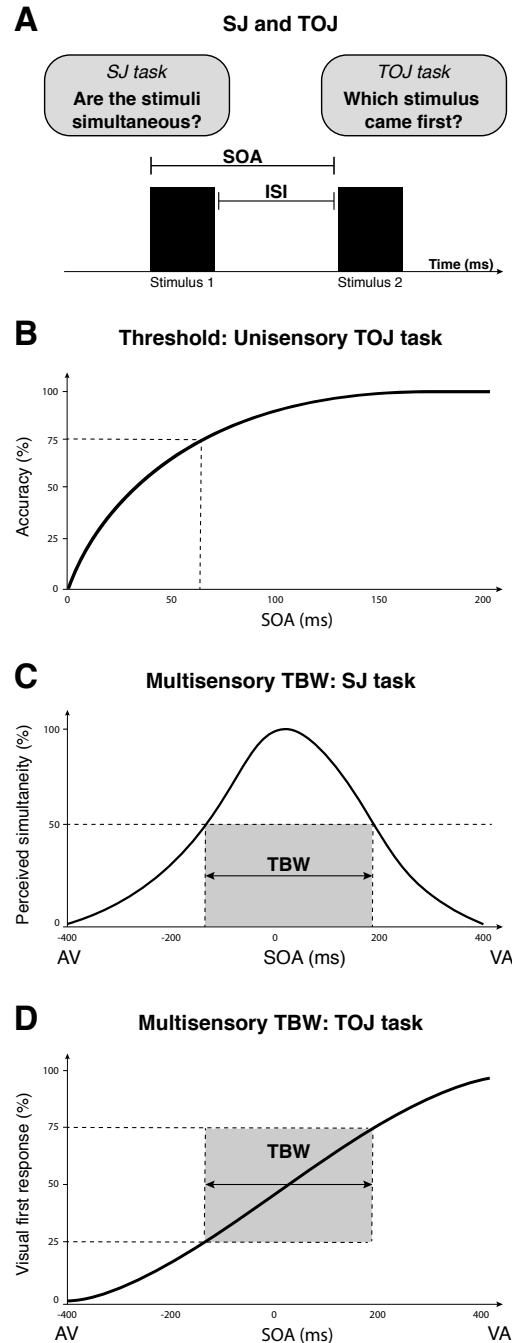 A
SJ and TOJ
SJ task
Are the stimuli
simultaneous?
TOJ task
Which stimulus
came first?
SOA
ISI
Time (ms)
Stimulus 1
Stimulus 2
B
Threshold: Unisensory TOJ task
Accuracy (%)
100
75
50
25
0
0 50 100 150 200
SOA (ms)
C
Multisensory TBW: SJ task
Perceived simultaneity (%)
100
50
0
TBW
-400 -200 0 200 400
AV SOA (ms) VA
D
Multisensory TBW: TOJ task
Visual first response (%)
100
75
50
25
0
TBW
-400 -200 0 200 400
AV SOA (ms) VA